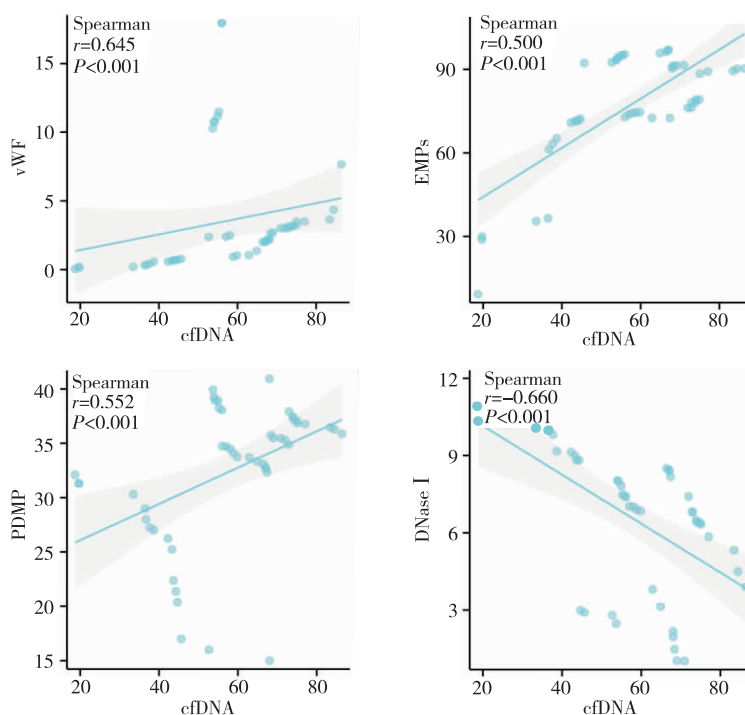 Spearman
r=0.645
P<0.001
15
10
5
0
vWF
20
40
60
80
cfDNA
Spearman
r=0.500
P<0.001
90
60
30
EMPs
20
40
60
80
cfDNA
Spearman
r=0.552
P<0.001
40
35
30
25
20
15
PDMP
20
40
60
80
cfDNA
Spearman
r=−0.660
P<0.001
12
9
6
3
DNase I
20
40
60
80
cfDNA